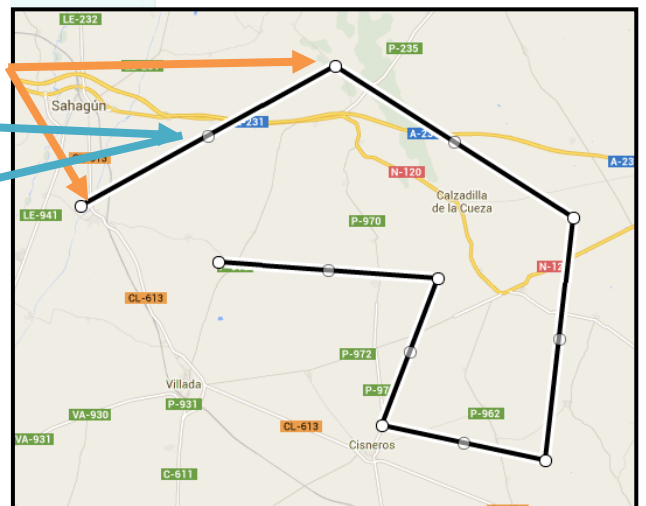 LE-232
P-235
Sahagún
-231
A-23
A-23
N-120
LE-941
Calzadilla
de la Cueza
P-970
N-12
CL-613
P-972
Villada
P-97
P-931
VA-930
P-962
CL-613
VA-931
Cisneros
C-611